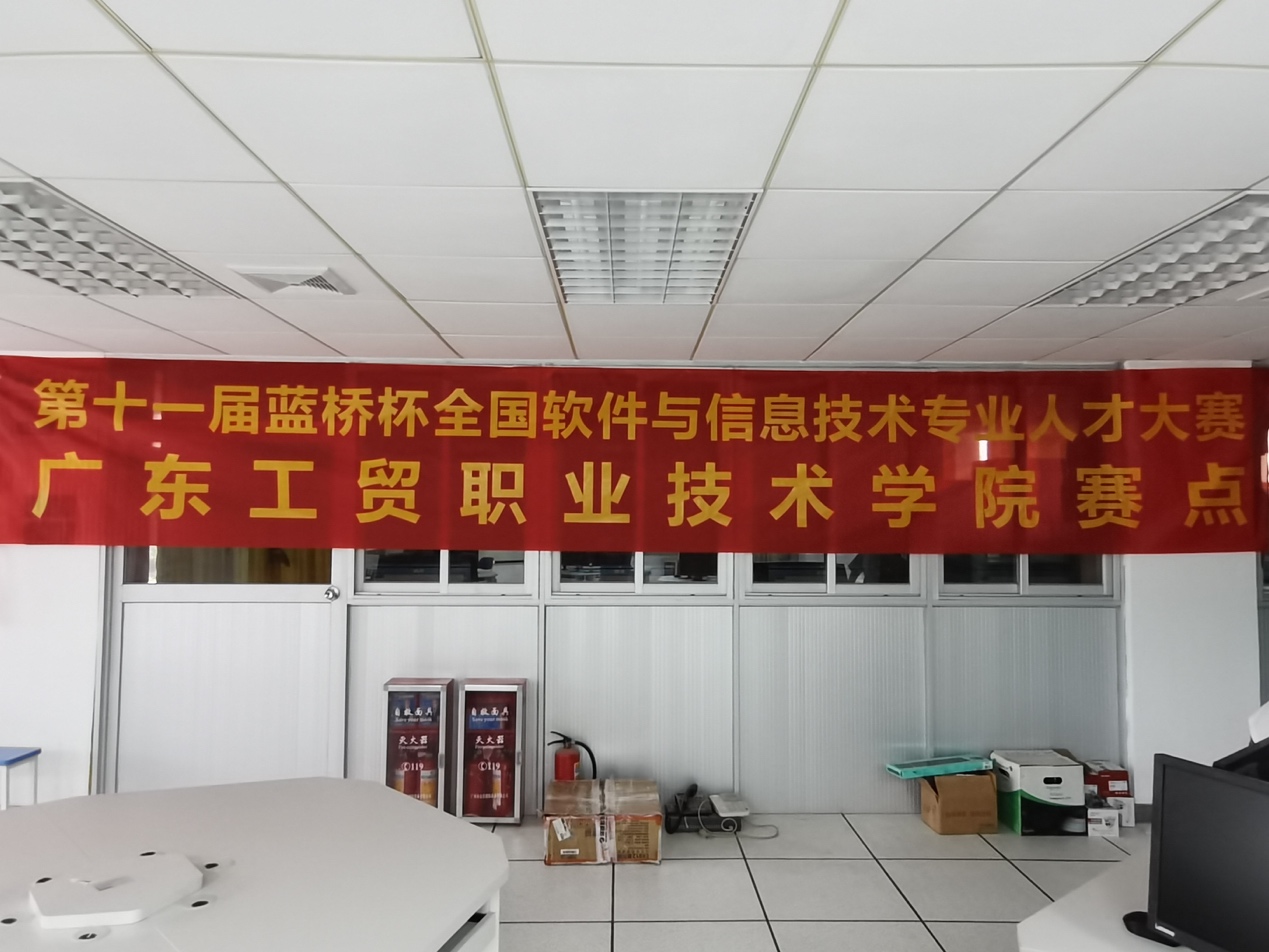 第十一届蓝桥杯全国软件与信息技术专业人才大赛
广东工贸职业技术学院赛点
自救面具
自救面具
灭火器
灭火器
119
119